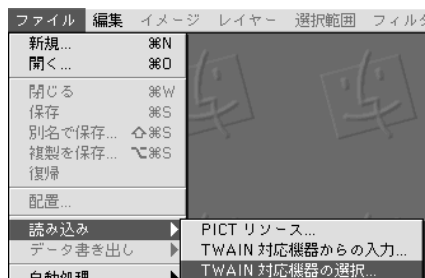 ファイル 編集 イメージ レイヤー 選択範囲 フィルタ
新規... ⌘N
開く... ⌘O
閉じる ⌘W
保存 ⌘S
別名で保存... ⇧⌘S
複製を保存... ⌥⌘S
復帰
配置...
読み込み ▶ PICT リソース...
データ書き出し ▶ TWAIN 対応機器からの入力...
自動処理 ▶ TWAIN 対応機器の選択...